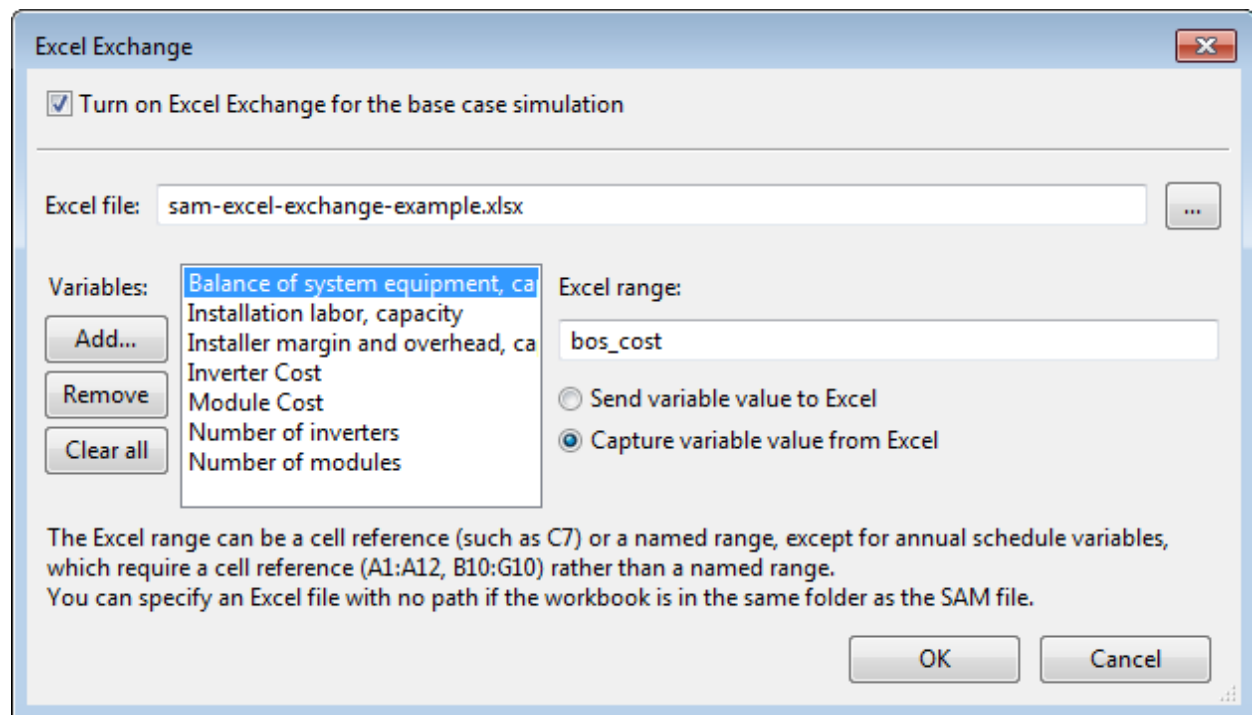 Excel Exchange
Turn on Excel Exchange for the base case simulation
Excel file: sam-excel-exchange-example.xlsx ...
Variables:
Add...
Remove
Clear all
Balance of system equipment, ca
Installation labor, capacity
Installer margin and overhead, ca
Inverter Cost
Module Cost
Number of inverters
Number of modules
Excel range:
bos_cost
Send variable value to Excel
Capture variable value from Excel
The Excel range can be a cell reference (such as C7) or a named range, except for annual schedule variables,
which require a cell reference (A1:A12, B10:G10) rather than a named range.
You can specify an Excel file with no path if the workbook is in the same folder as the SAM file.
OK Cancel